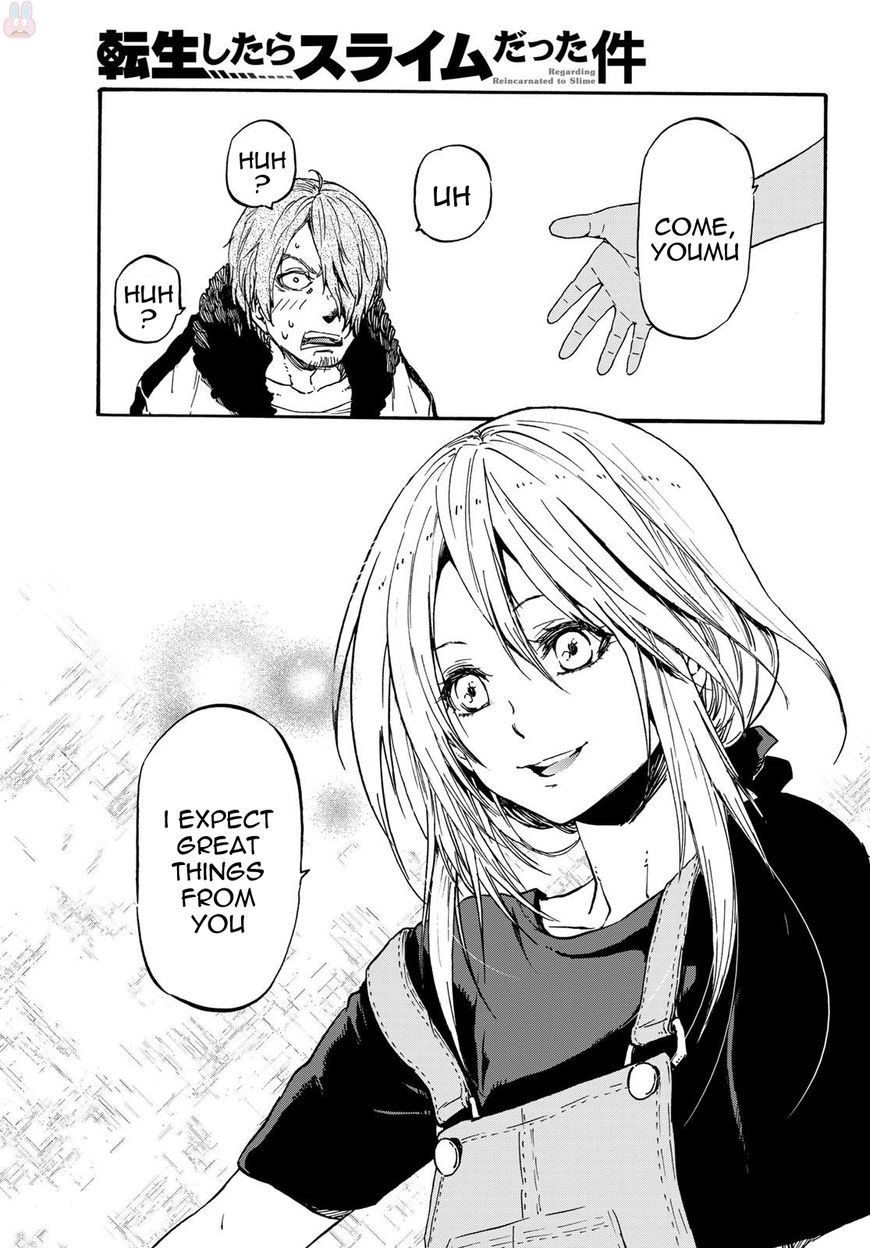 転生したらスライムだった件
Regarding
Reincarnated to Slime
COME,
YOUMU
UH
HUH
?
HUH
?
I EXPECT
GREAT
THINGS
FROM
YOU